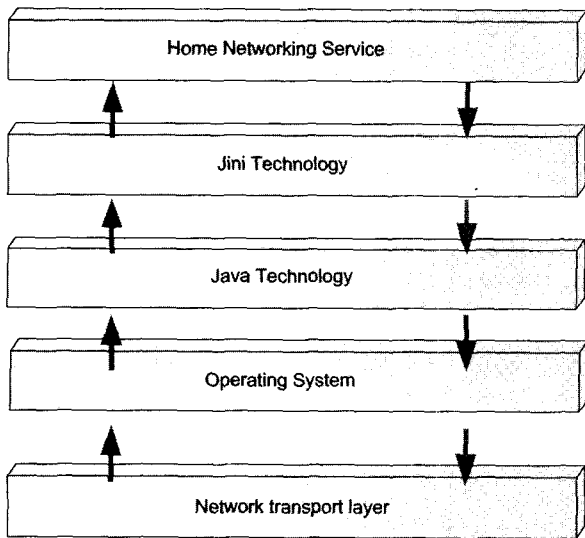 Home Networking Service
Jini Technology
Java Technology
Operating System
Network transport layer